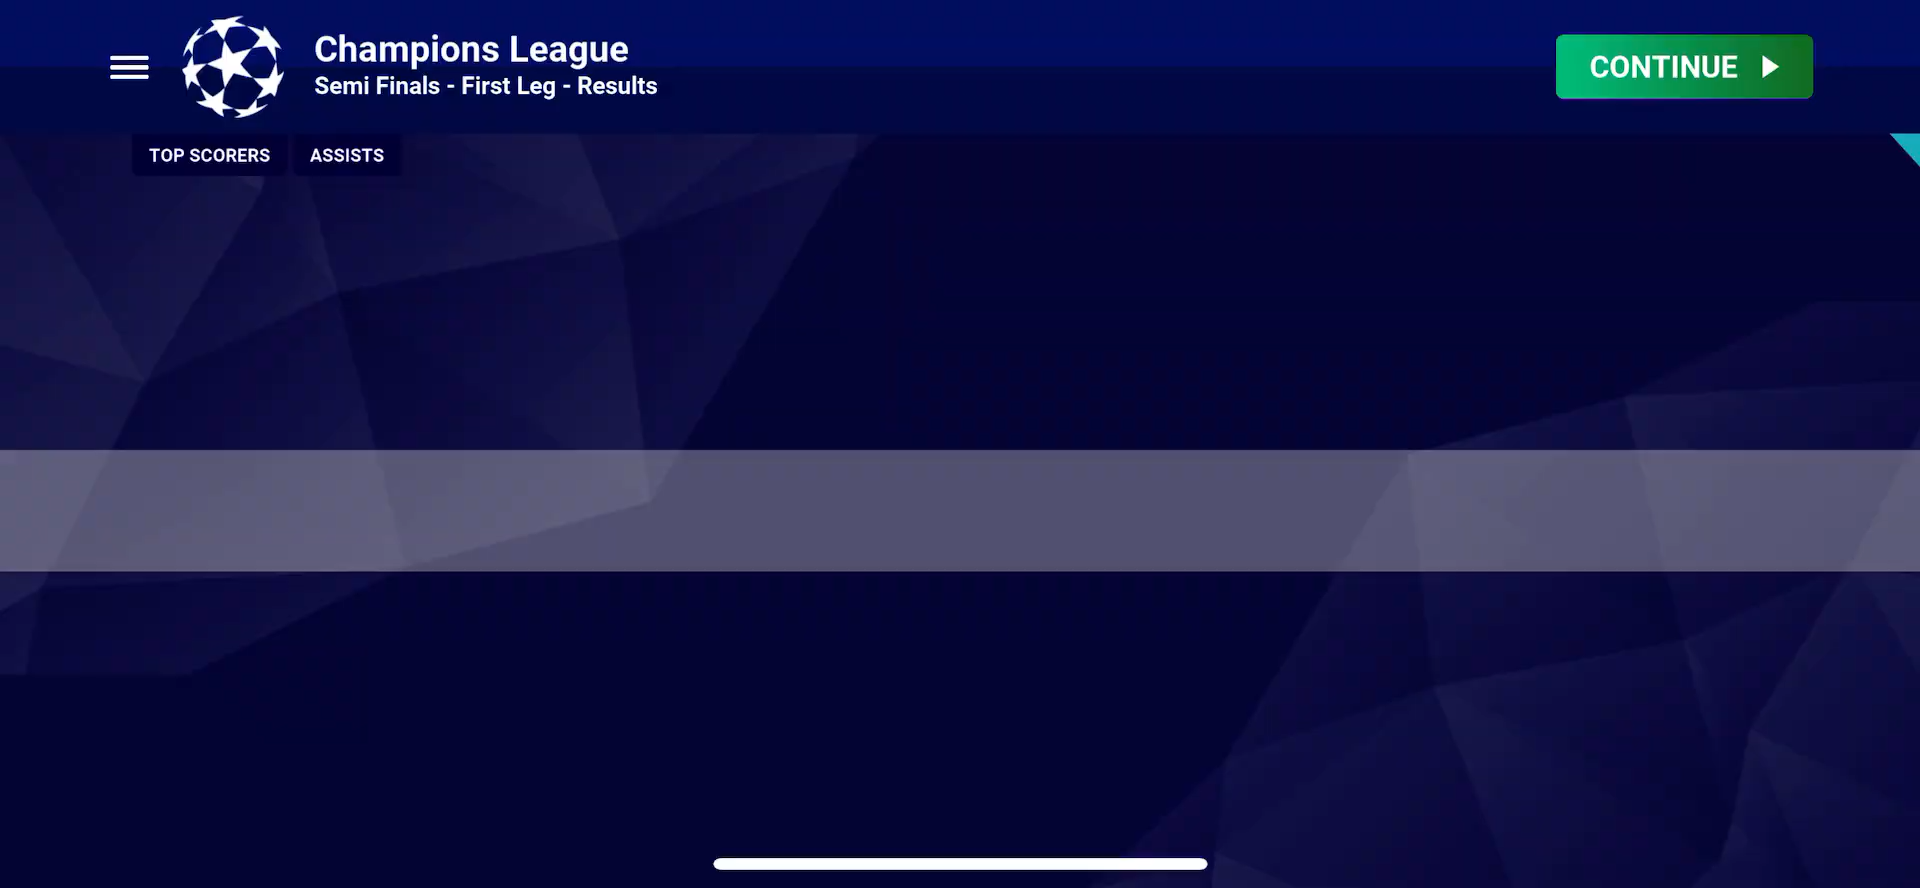 Champions League
Semi Finals - First Leg - Results
CONTINUE
TOP SCORERS
ASSISTS